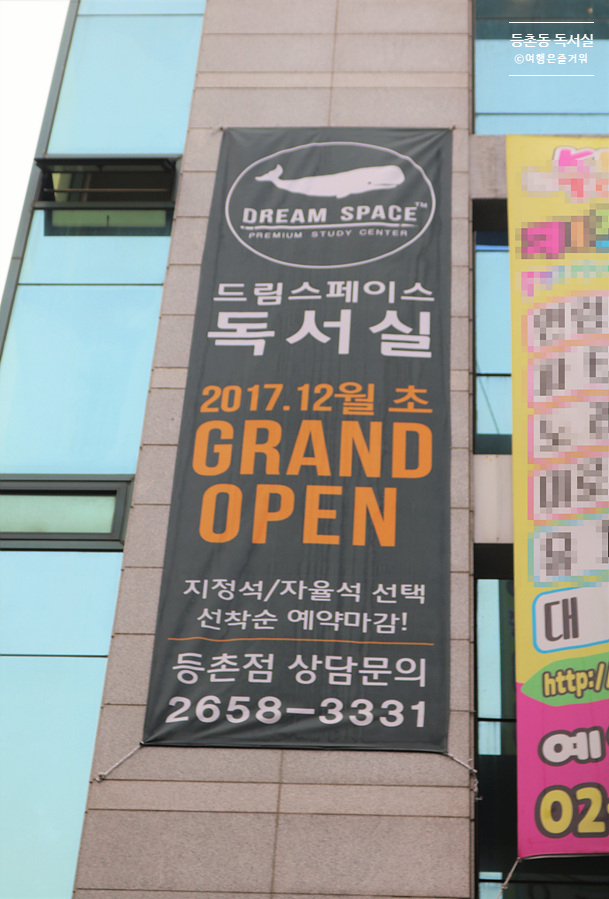 등촌동 독서실
©여행은즐거워
DREAM SPACE™
PREMIUM STUDY CENTER
드림스페이스
독서실
2017.12월 초
GRAND
OPEN
지정석/자율석 선택
선착순 예약마감!
등촌점 상담문의
2658-3331
대
http://
예
02-